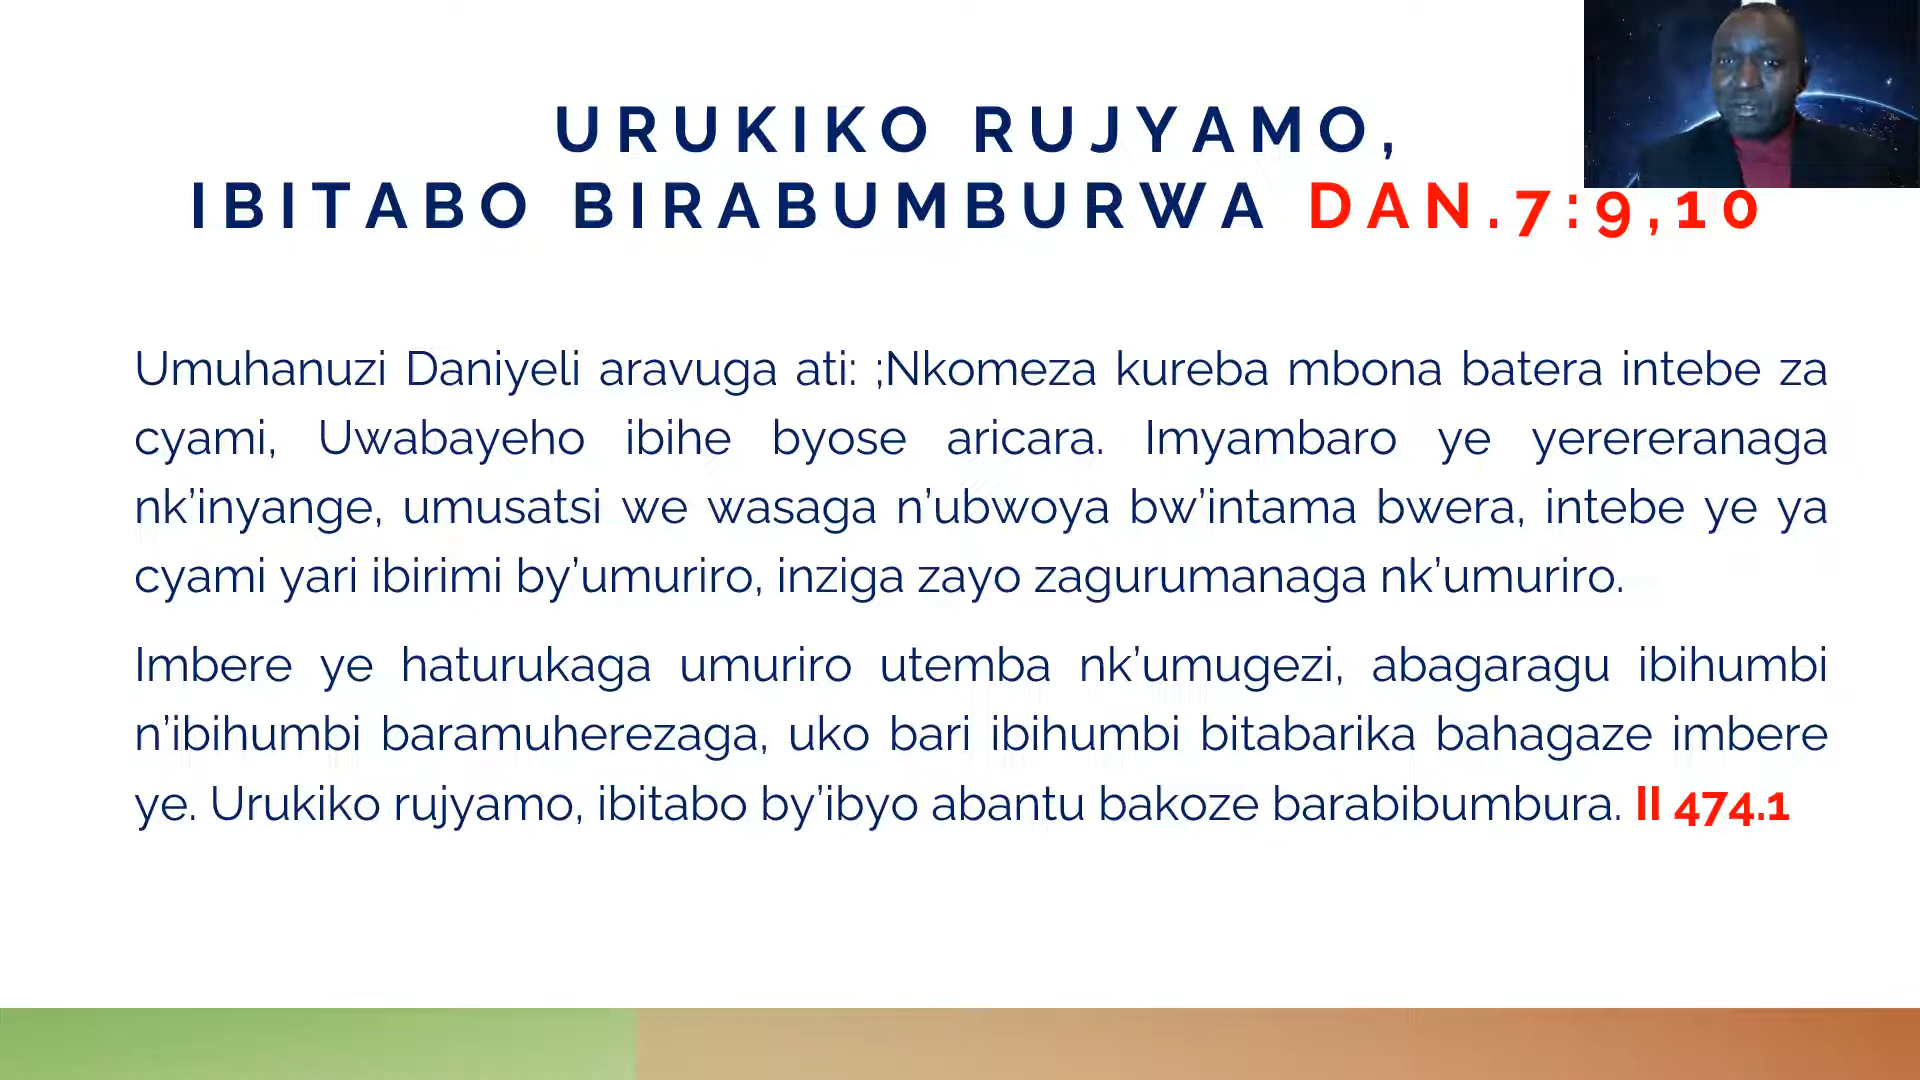 URUKIKO RUJYAMO,
IBITABO BIRABUMBURWA DAN.7:9,10
Umuhanuzi Daniyeli aravuga ati: ;Nkomeza kureba mbona batera intebe za
cyami, Uwabayeho ibihe byose aricara. Imyambaro ye yerereranaga
nk’inyange, umusatsi we wasaga n’ubwoya bw’intama bwera, intebe ye ya
cyami yari ibirimi by’umuriro, inziga zayo zagurumanaga nk’umuriro.
Imbere ye haturukaga umuriro utemba nk’umugezi, abagaragu ibihumbi
n’ibihumbi baramuherezaga, uko bari ibihumbi bitabarika bahagaze imbere
ye. Urukiko rujyamo, ibitabo by’ibyo abantu bakoze barabibumbura. II 474.1